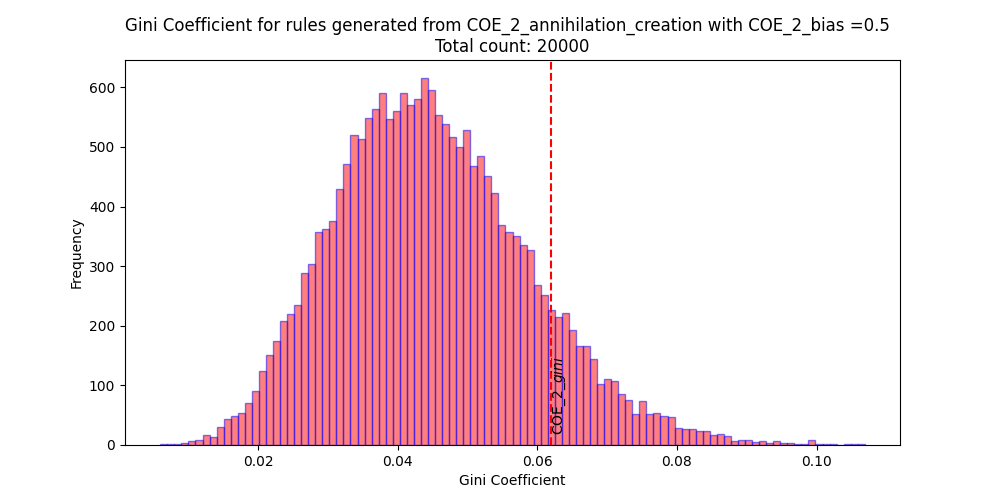 Gini Coefficient for rules generated from COE_2_annihilation_creation with COE_2_bias =0.5
Total count: 20000
Frequency
600
500
400
300
200
100
0
COE_2_gini
0.02
0.04
0.06
0.08
0.10
Gini Coefficient